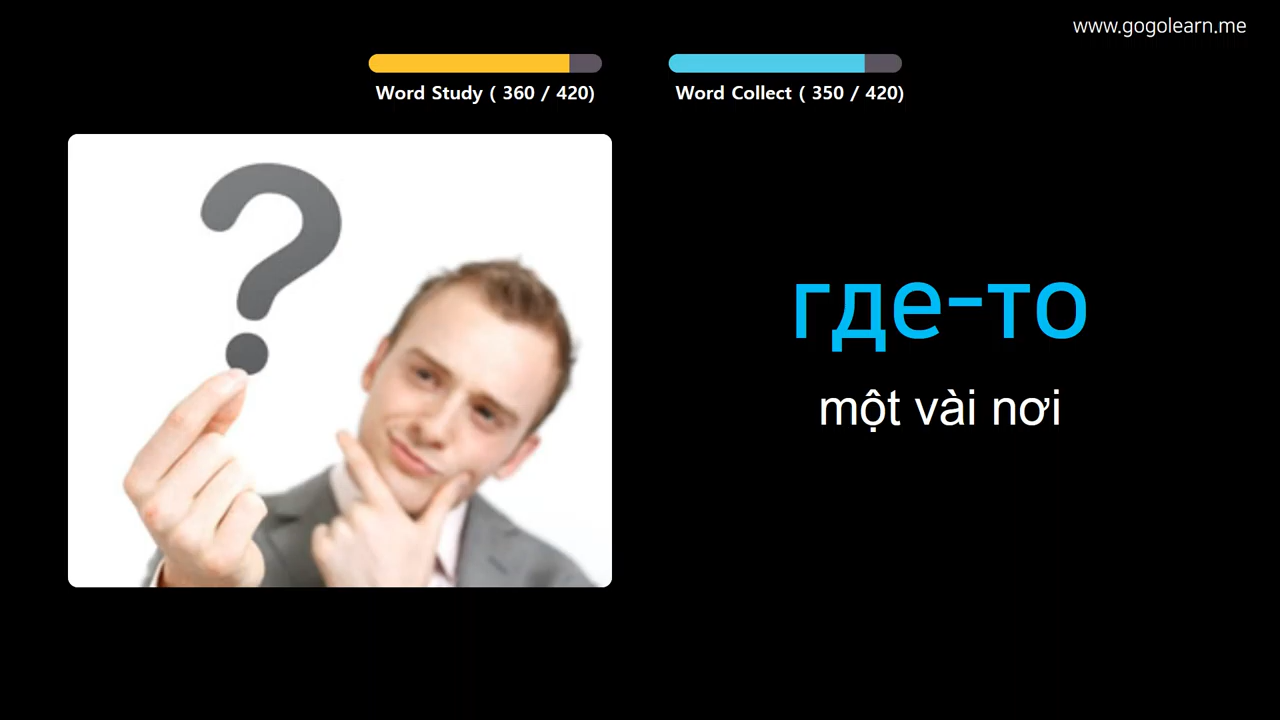 www.gogolearn.me
Word Study ( 360 / 420)
Word Collect ( 350 / 420)
?
где-то
một vài nơi